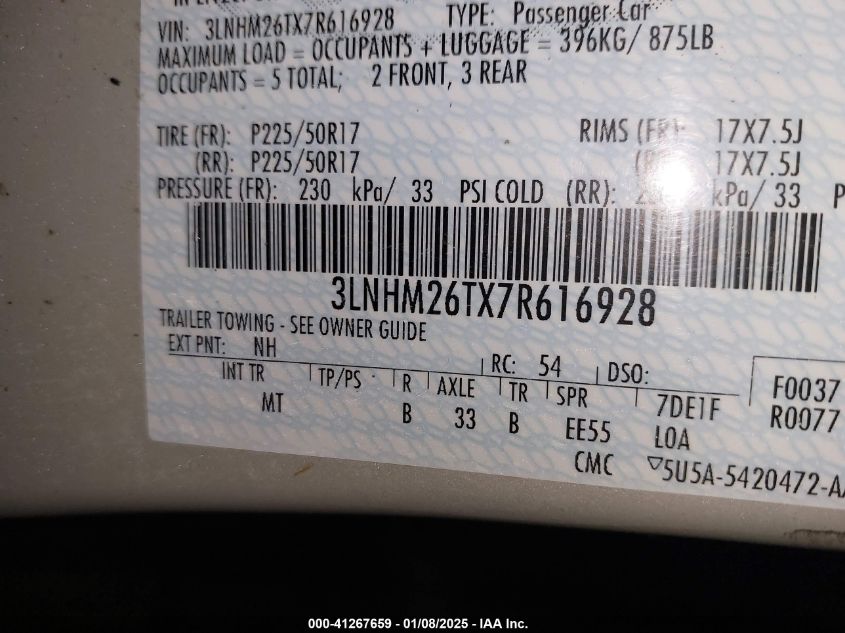 VIN: 3LNHM26TX7R616928 TYPE: Passenger Car
MAXIMUM LOAD = OCCUPANTS + LUGGAGE = 396KG/ 875LB
OCCUPANTS = 5 TOTAL; 2 FRONT, 3 REAR
TIRE (FR): P225/50R17 RIMS (FR): 17X7.5J
(RR): P225/50R17 17X7.5J
PRESSURE (FR): 230 kPa/ 33 PSI COLD (RR): kPa/ 33
3LNHM26TX7R616928
TRAILER TOWING - SEE OWNER GUIDE
EXT PNT: NH RC: 54 DSO:
INT TR TP/PS R AXLE TR SPR 7DE1F F0037
MT B 33 B EE55 LOA R0077
CMC ▽5U5A-5420472-A
000-41267659 - 01/08/2025 - IAA Inc.